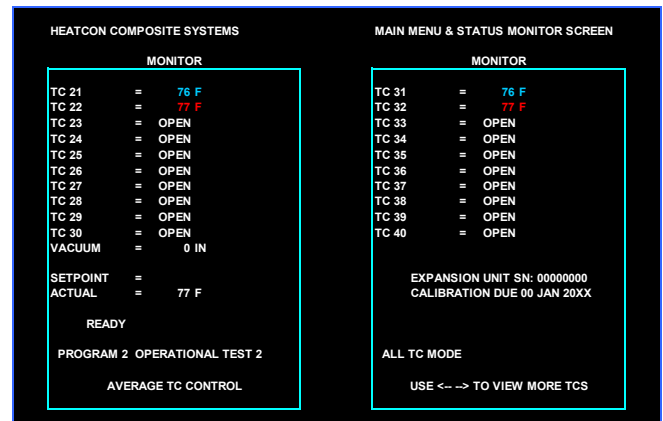 HEATCON COMPOSITE SYSTEMS
MAIN MENU & STATUS MONITOR SCREEN
MONITOR
TC 21 = 76 F
TC 22 = 77 F
TC 23 = OPEN
TC 24 = OPEN
TC 25 = OPEN
TC 26 = OPEN
TC 27 = OPEN
TC 28 = OPEN
TC 29 = OPEN
TC 30 = OPEN
VACUUM = 0 IN
SETPOINT =
ACTUAL = 77 F
READY
PROGRAM 2 OPERATIONAL TEST 2
AVERAGE TC CONTROL
MONITOR
TC 31 = 76 F
TC 32 = 77 F
TC 33 = OPEN
TC 34 = OPEN
TC 35 = OPEN
TC 36 = OPEN
TC 37 = OPEN
TC 38 = OPEN
TC 39 = OPEN
TC 40 = OPEN
EXPANSION UNIT SN: 00000000
CALIBRATION DUE 00 JAN 20XX
ALL TC MODE
USE <-- --> TO VIEW MORE TCS